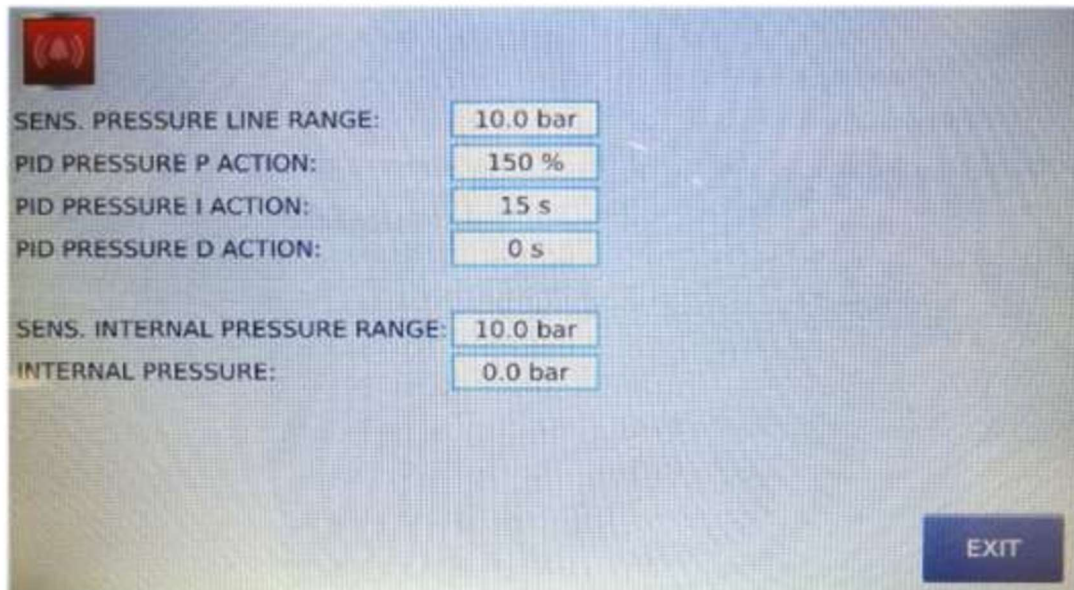 SENS. PRESSURE LINE RANGE: 10.0 bar
PID PRESSURE P ACTION: 150 %
PID PRESSURE I ACTION: 15 s
PID PRESSURE D ACTION: 0 s
SENS. INTERNAL PRESSURE RANGE: 10.0 bar
INTERNAL PRESSURE: 0.0 bar
EXIT